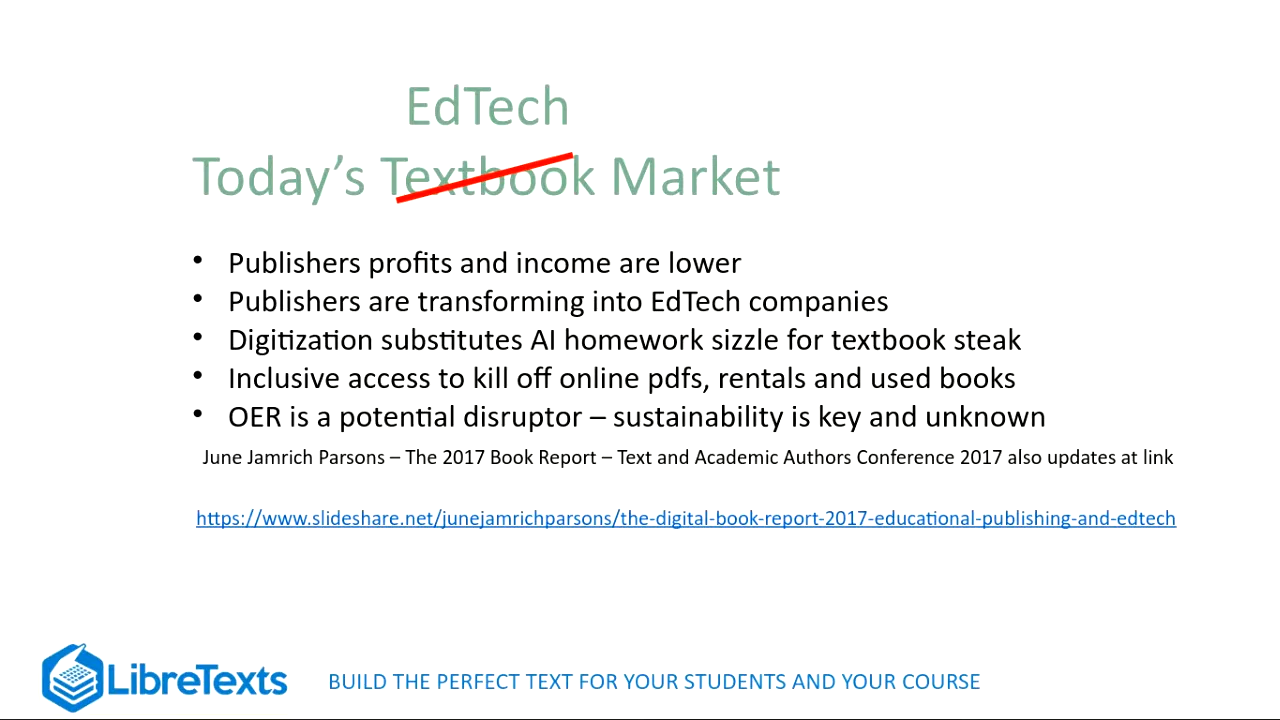 EdTech
Today’s Textbook Market
• Publishers profits and income are lower
• Publishers are transforming into EdTech companies
• Digitization substitutes AI homework sizzle for textbook steak
• Inclusive access to kill off online pdfs, rentals and used books
• OER is a potential disruptor – sustainability is key and unknown
June Jamrich Parsons – The 2017 Book Report – Text and Academic Authors Conference 2017 also updates at link
https://www.slideshare.net/junejamrichparsons/the-digital-book-report-2017-educational-publishing-and-edtech
LibreTexts
BUILD THE PERFECT TEXT FOR YOUR STUDENTS AND YOUR COURSE